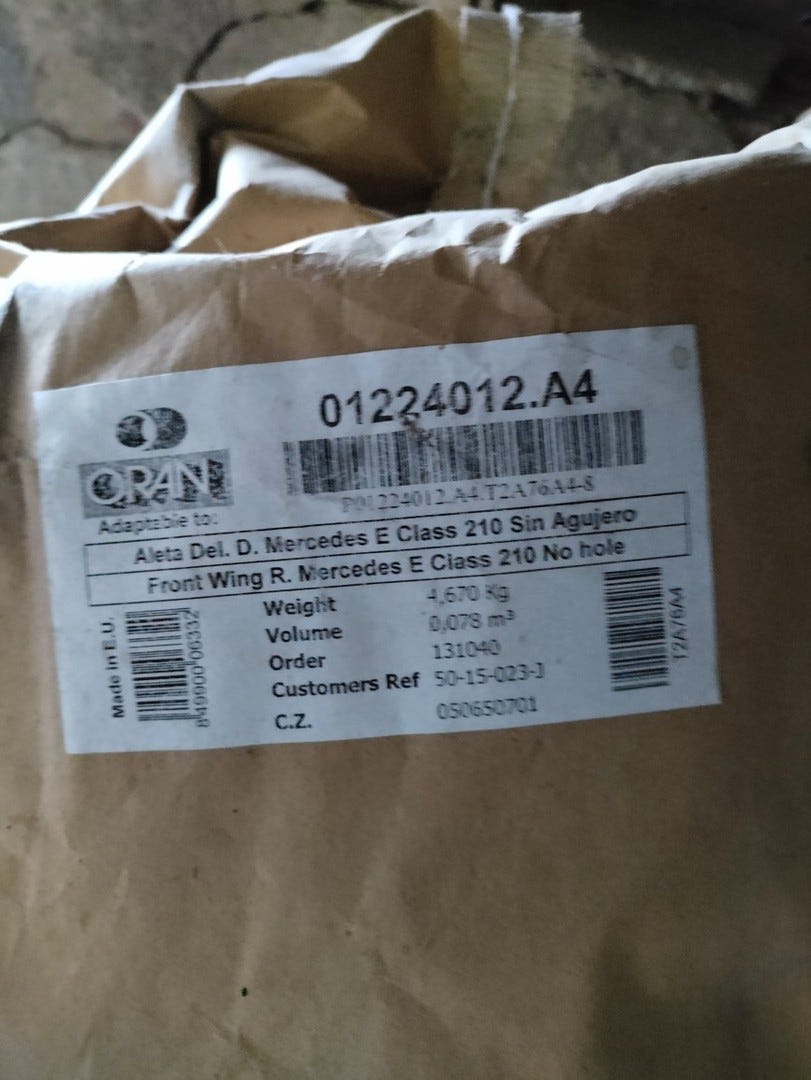 01224012.A4
ORAN
P01224012.A4.T2A76A4-8
Adaptable to:
Aleta Del. D. Mercedes E Class 210 Sin Agujero
Front Wing R. Mercedes E Class 210 No hole
Made in E.U.
Weight 4,670 Kg
Volume 0,078 m³
Order 131040
Customers Ref 50-15-023-J
C.Z. 050650701
T2A76A4